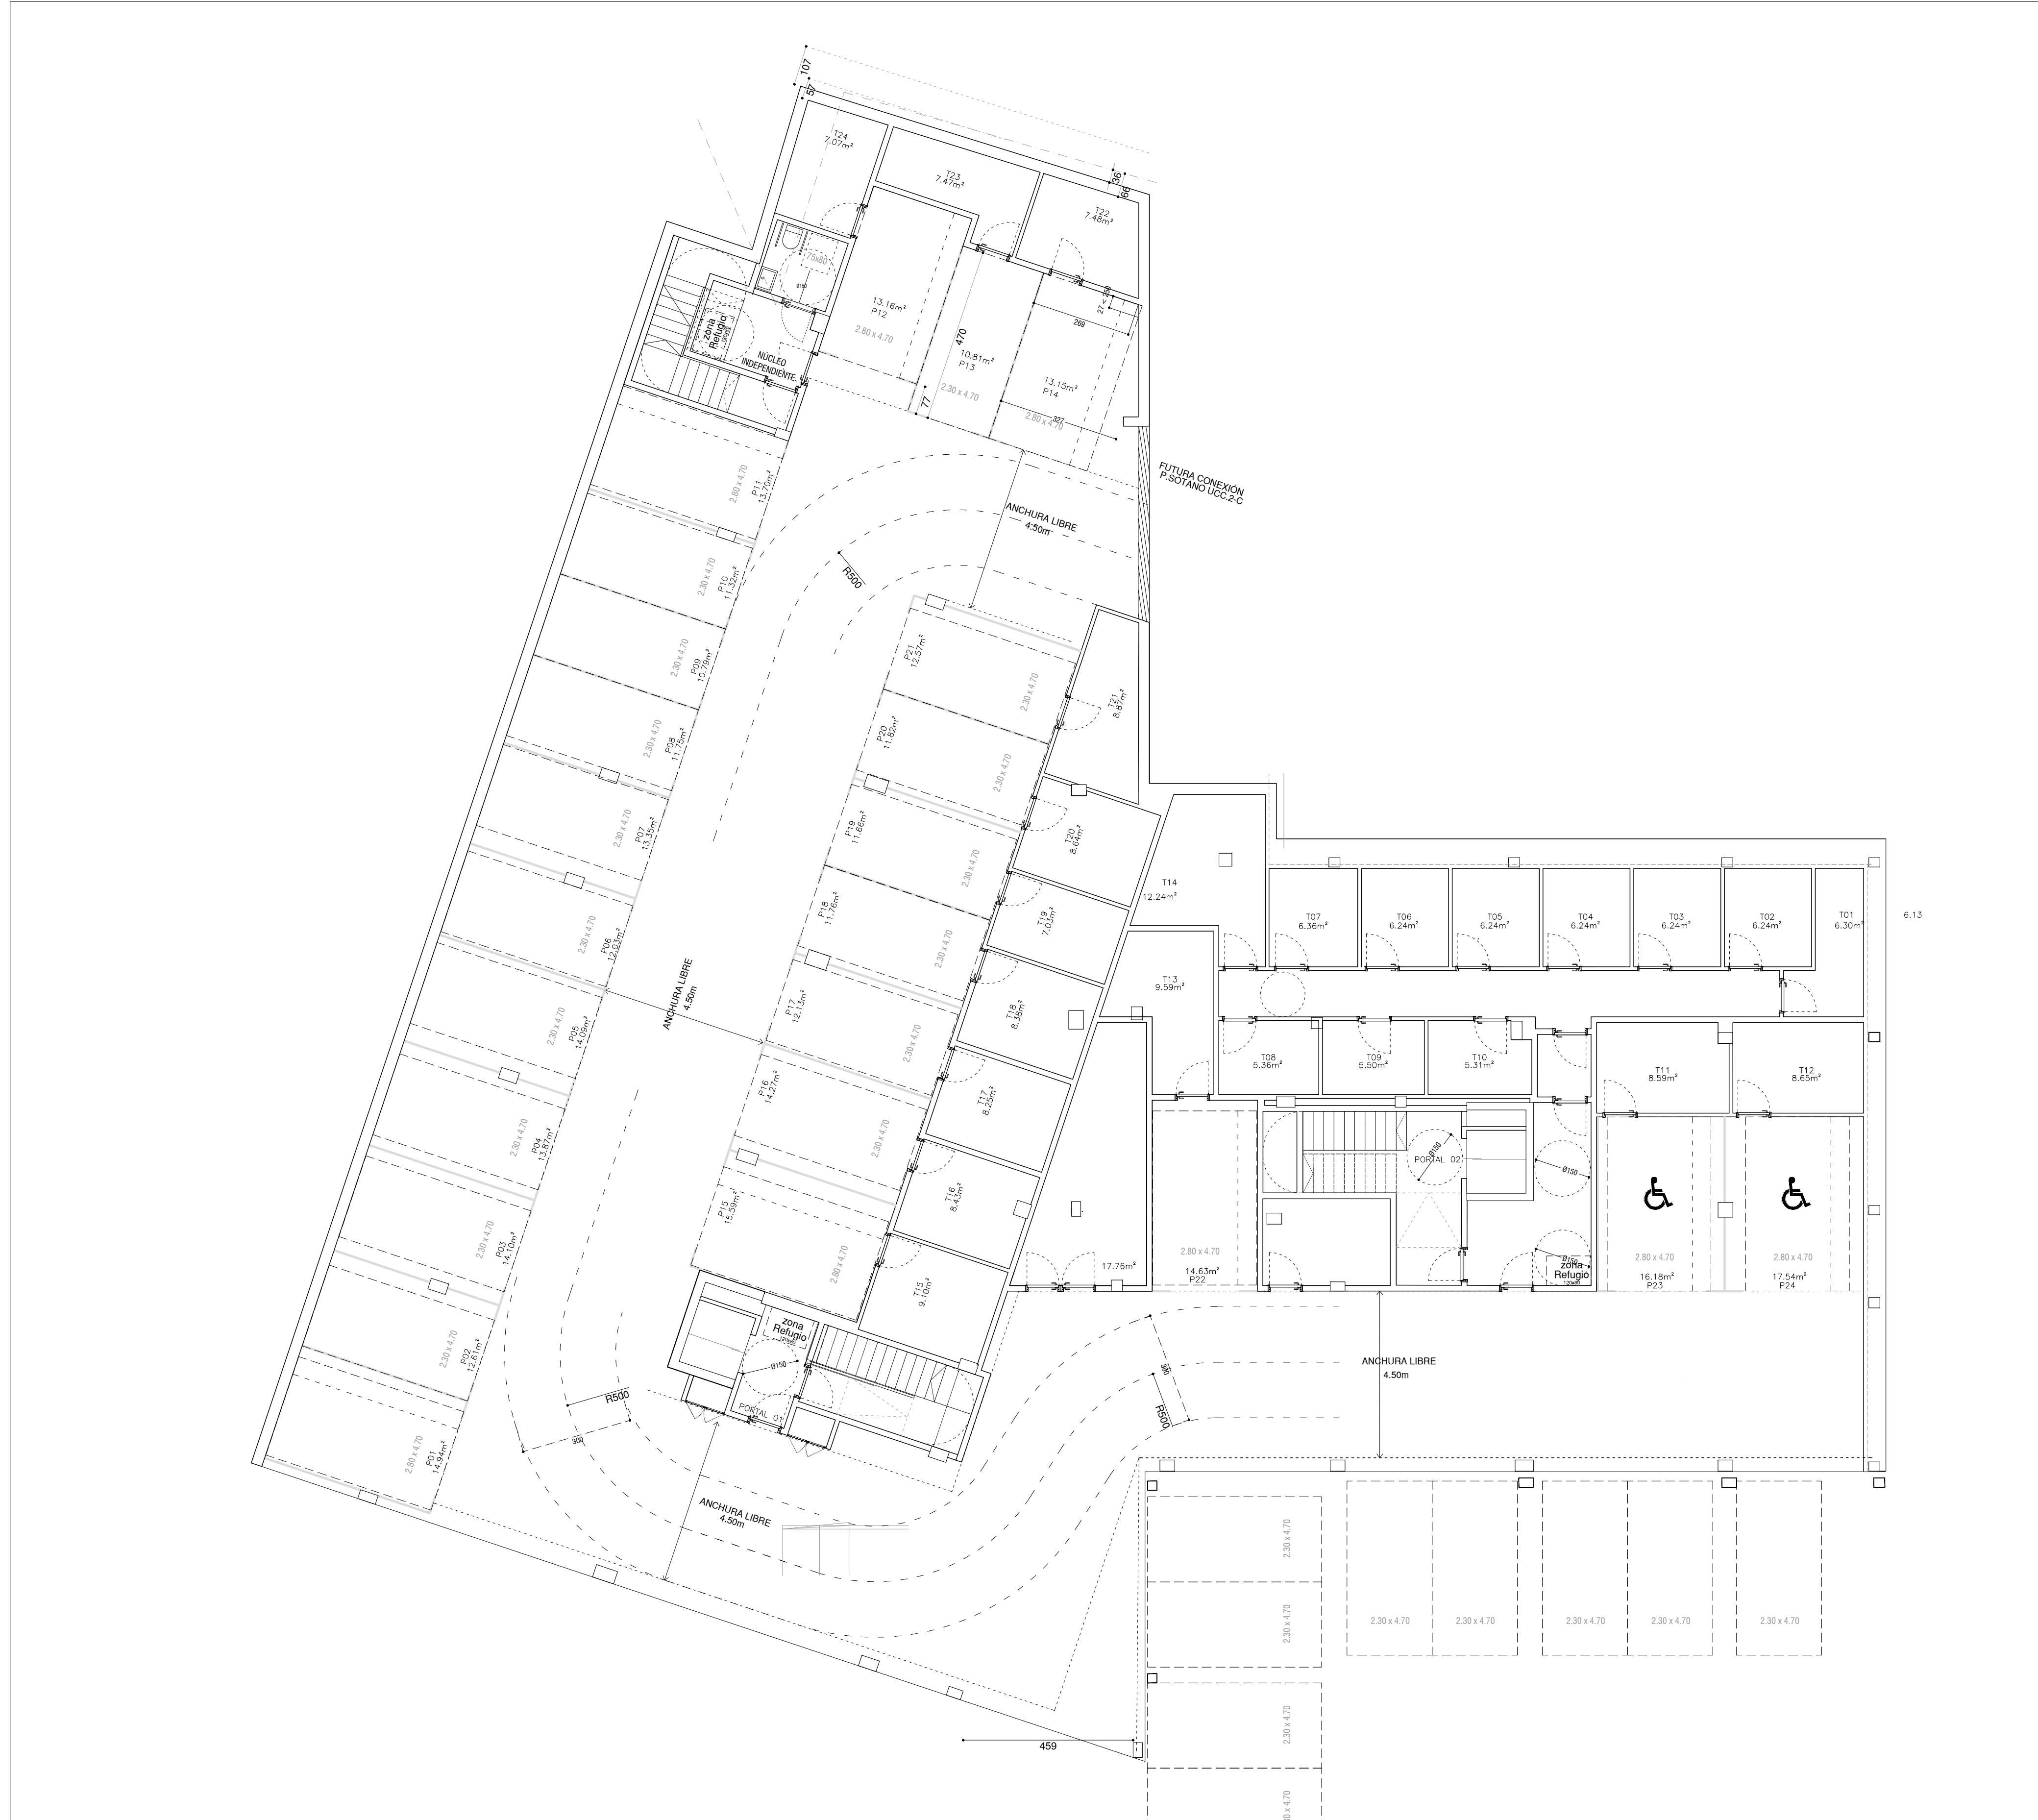 107
57
T24
7.07m²
T23
7.47m²
36
66
T22
7.48m²
75x80
Ø150
zona
Refugio
NÚCLEO
INDEPENDIENTE.
13.16m²
P12
2.80 x 4.70
470
77
10.81m²
P13
2.30 x 4.70
27 < 250
269
13.15m²
P14
327
2.80 x 4.70
FUTURA CONEXIÓN
P.SOTANO UCC.2-C
ANCHURA LIBRE
4.50m
R500
2.80 x 4.70
P11
13.70m²
2.30 x 4.70
P10
11.32m²
2.30 x 4.70
P09
10.79m²
2.30 x 4.70
P08
11.75m²
2.30 x 4.70
P07
13.35m²
2.30 x 4.70
P06
12.03m²
2.30 x 4.70
P05
14.09m²
2.30 x 4.70
P04
13.87m²
2.30 x 4.70
P03
14.10m²
2.30 x 4.70
P02
12.61m²
2.80 x 4.70
P01
14.94m²
ANCHURA LIBRE
4.50m
P21
12.57m²
2.30 x 4.70
P20
11.82m²
2.30 x 4.70
P19
11.66m²
2.30 x 4.70
P18
11.76m²
2.30 x 4.70
P17
12.13m²
2.30 x 4.70
P16
14.27m²
2.30 x 4.70
P15
15.59m²
2.80 x 4.70
T21
8.87m²
T20
8.64m²
T19
7.03m²
T18
8.38m²
T17
8.25m²
T16
8.43m²
T15
9.10m²
T14
12.24m²
T13
9.59m²
T07
6.36m²
T06
6.24m²
T05
6.24m²
T04
6.24m²
T03
6.24m²
T02
6.24m²
T01
6.30m²
6.13
T08
5.36m²
T09
5.50m²
T10
5.31m²
T11
8.59m²
T12
8.65m²
PORTAL 02
Ø150
Ø150
Ø150
zona
Refugio
120x80
17.76m²
2.80 x 4.70
14.63m²
P22
2.80 x 4.70
16.18m²
P23
2.80 x 4.70
17.54m²
P24
ANCHURA LIBRE
4.50m
300
R500
zona
Refugio
Ø150
PORTAL 01
R500
300
ANCHURA LIBRE
4.50m
459
2.30 x 4.70
2.30 x 4.70
2.30 x 4.70
2.30 x 4.70
2.30 x 4.70
2.30 x 4.70
2.30 x 4.70
2.30 x 4.70